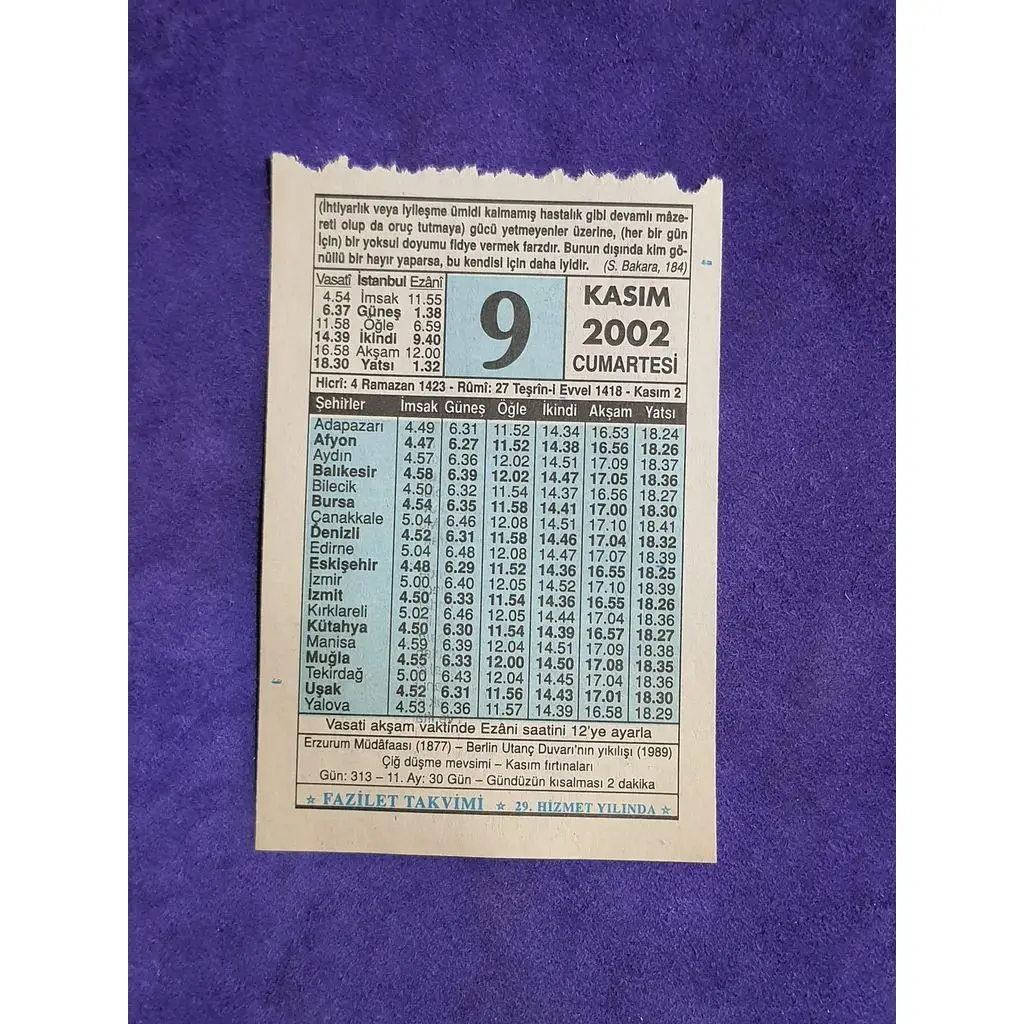 (İhtiyarlık veya iyileşme ümidi kalmamış hastalık gibi devamlı mâze-
reti olup da oruç tutmaya) gücü yetmeyenler üzerine, (her bir gün
için) bir yoksul doyumu fidye vermek farzdır. Bunun dışında kim gö-
nüllü bir hayır yaparsa, bu kendisi için daha iyidir. (S. Bakara, 184)
Vasatî İstanbul Ezânî
4.54 İmsak 11.55
6.37 Güneş 1.38
11.58 Öğle 6.59
14.39 İkindi 9.40
16.58 Akşam 12.00
18.30 Yatsı 1.32
9
KASIM
2002
CUMARTESİ
Hicrî: 4 Ramazan 1423 - Rûmî: 27 Teşrîn-i Evvel 1418 - Kasım 2
Şehirler İmsak Güneş Öğle İkindi Akşam Yatsı
Adapazarı 4.49 6.31 11.52 14.34 16.53 18.24
Afyon 4.47 6.27 11.52 14.38 16.56 18.26
Aydın 4.57 6.36 12.02 14.51 17.09 18.37
Balıkesir 4.58 6.39 12.02 14.47 17.05 18.36
Bilecik 4.50 6.32 11.54 14.37 16.56 18.27
Bursa 4.54 6.35 11.58 14.41 17.00 18.30
Çanakkale 5.04 6.46 12.08 14.51 17.10 18.41
Denizli 4.52 6.31 11.58 14.46 17.04 18.32
Edirne 5.04 6.48 12.08 14.47 17.07 18.39
Eskişehir 4.48 6.29 11.52 14.36 16.55 18.25
İzmir 5.00 6.40 12.05 14.52 17.10 18.39
İzmit 4.50 6.33 11.54 14.36 16.55 18.26
Kırklareli 5.02 6.46 12.05 14.44 17.04 18.36
Kütahya 4.50 6.30 11.54 14.39 16.57 18.27
Manisa 4.59 6.39 12.04 14.51 17.09 18.38
Muğla 4.55 6.33 12.00 14.50 17.08 18.35
Tekirdağ 5.00 6.43 12.04 14.45 17.04 18.36
Uşak 4.52 6.31 11.56 14.43 17.01 18.30
Yalova 4.53 6.36 11.57 14.39 16.58 18.29
Vasati akşam vaktinde Ezâni saatini 12'ye ayarla
Erzurum Müdâfaası (1877) – Berlin Utanç Duvarı'nın yıkılışı (1989)
Çiğ düşme mevsimi – Kasım fırtınaları
Gün: 313 – 11. Ay: 30 Gün – Gündüzün kısalması 2 dakika
☆ FAZİLET TAKVİMİ ☆ 29. HİZMET YILINDA ☆